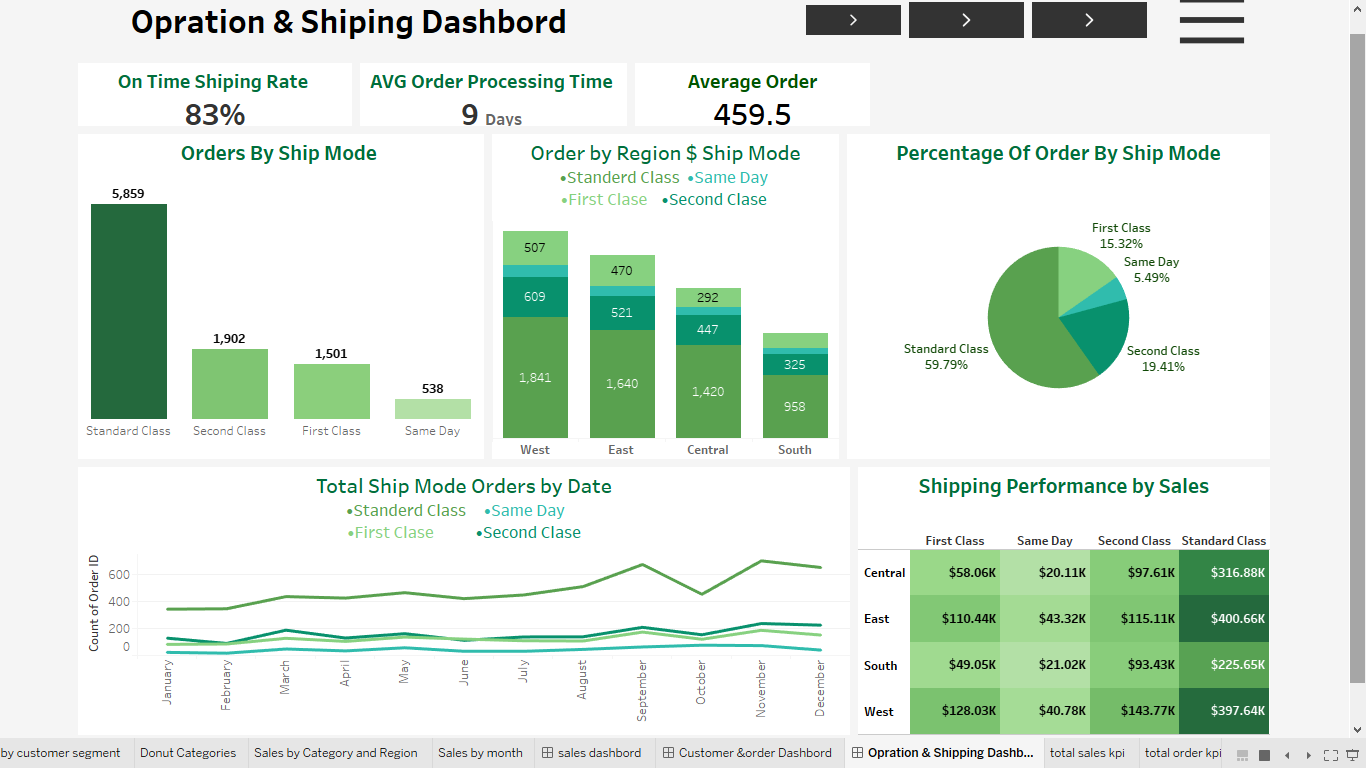 Opration & Shiping Dashbord
On Time Shiping Rate
83%
AVG Order Processing Time
9 Days
Average Order
459.5
Orders By Ship Mode
5,859
1,902
1,501
538
Standard Class
Second Class
First Class
Same Day
Order by Region $ Ship Mode
•Standerd Class •Same Day
•First Clase •Second Clase
507
470
292
609
521
447
325
1,841
1,640
1,420
958
West
East
Central
South
Percentage Of Order By Ship Mode
First Class
15.32%
Same Day
5.49%
Standard Class
59.79%
Second Class
19.41%
Total Ship Mode Orders by Date
•Standerd Class •Same Day
•First Clase •Second Clase
Count of Order ID
600
400
200
0
January
February
March
April
May
June
July
August
September
October
November
December
Shipping Performance by Sales
First Class Same Day Second Class Standard Class
Central $58.06K $20.11K $97.61K $316.88K
East $110.44K $43.32K $115.11K $400.66K
South $49.05K $21.02K $93.43K $225.65K
West $128.03K $40.78K $143.77K $397.64K
by customer segment
Donut Categories
Sales by Category and Region
Sales by month
sales dashbord
Customer &order Dashbord
Opration & Shipping Dashb...
total sales kpi
total order kpi